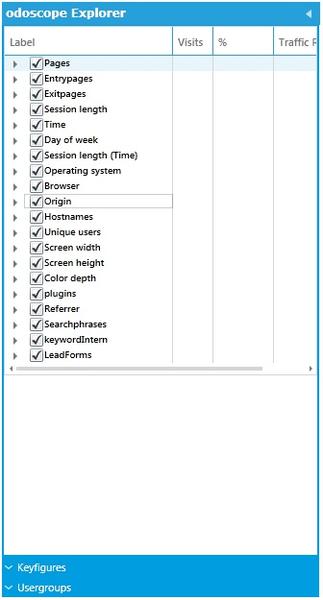 odoscope Explorer
Label Visits % Traffic
Pages
Entrypages
Exitpages
Session length
Time
Day of week
Session length (Time)
Operating system
Browser
Origin
Hostnames
Unique users
Screen width
Screen height
Color depth
plugins
Referrer
Searchphrases
keywordIntern
LeadForms
Keyfigures
Usergroups